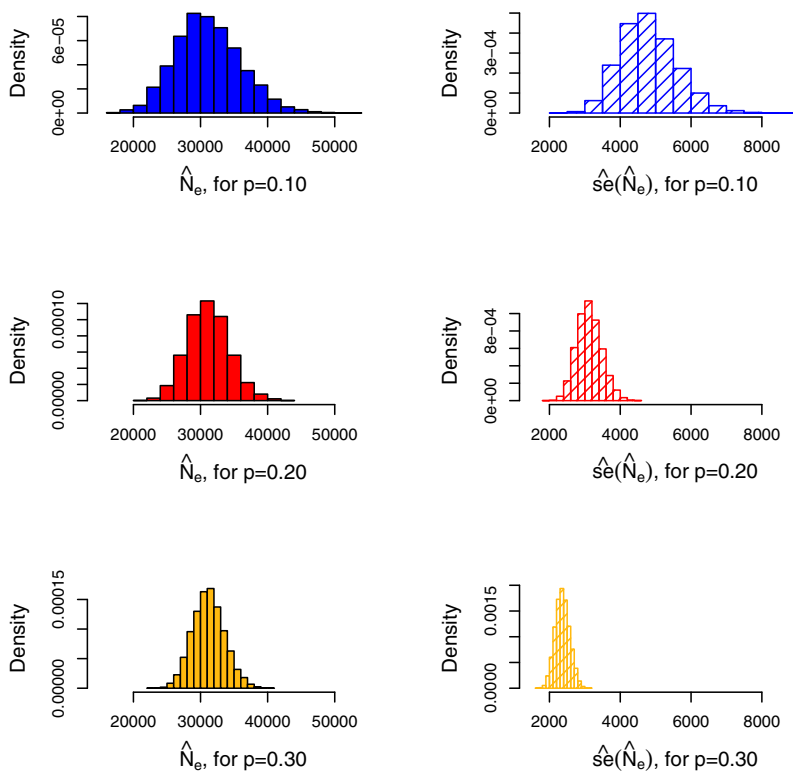 Density
0e+00 6e−05
20000 30000 40000 50000
N̂e, for p=0.10
Density
0e+00 3e−04
2000 4000 6000 8000
sê(N̂e), for p=0.10
Density
0.00000 0.00010
20000 30000 40000 50000
N̂e, for p=0.20
Density
0e+00 8e−04
2000 4000 6000 8000
sê(N̂e), for p=0.20
Density
0.00000 0.00015
20000 30000 40000 50000
N̂e, for p=0.30
Density
0.0000 0.0015
2000 4000 6000 8000
sê(N̂e), for p=0.30